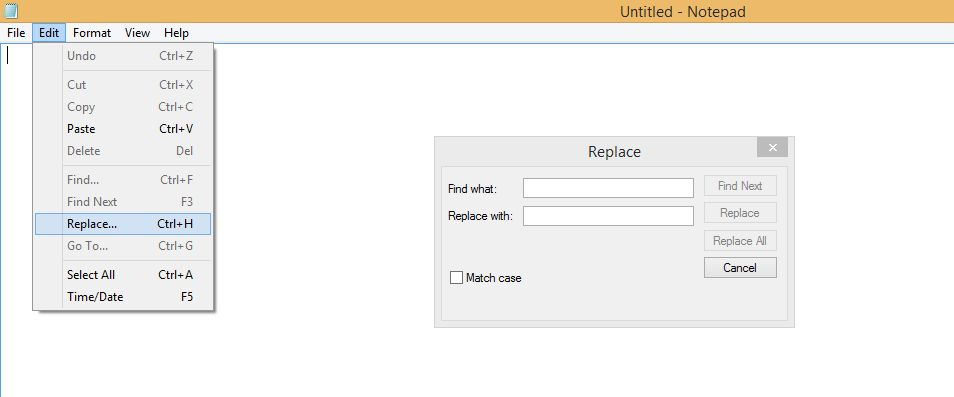 Untitled - Notepad
File Edit Format View Help
Undo Ctrl+Z
Cut Ctrl+X
Copy Ctrl+C
Paste Ctrl+V
Delete Del
Find... Ctrl+F
Find Next F3
Replace... Ctrl+H
Go To... Ctrl+G
Select All Ctrl+A
Time/Date F5
Replace
Find what: Find Next
Replace with: Replace
Replace All
Cancel
Match case